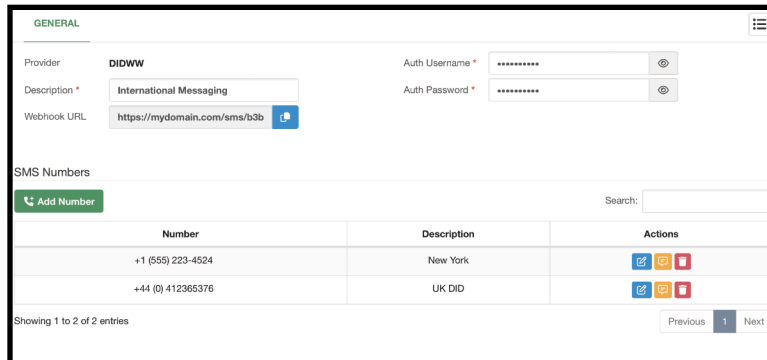 GENERAL
Provider DIDWW Auth Username * ••••••••••
Description * International Messaging Auth Password * ••••••••••
Webhook URL https://mydomain.com/sms/b3b
SMS Numbers
Add Number Search:
Number Description Actions
+1 (555) 223-4524 New York
+44 (0) 412365376 UK DID
Showing 1 to 2 of 2 entries Previous 1 Next